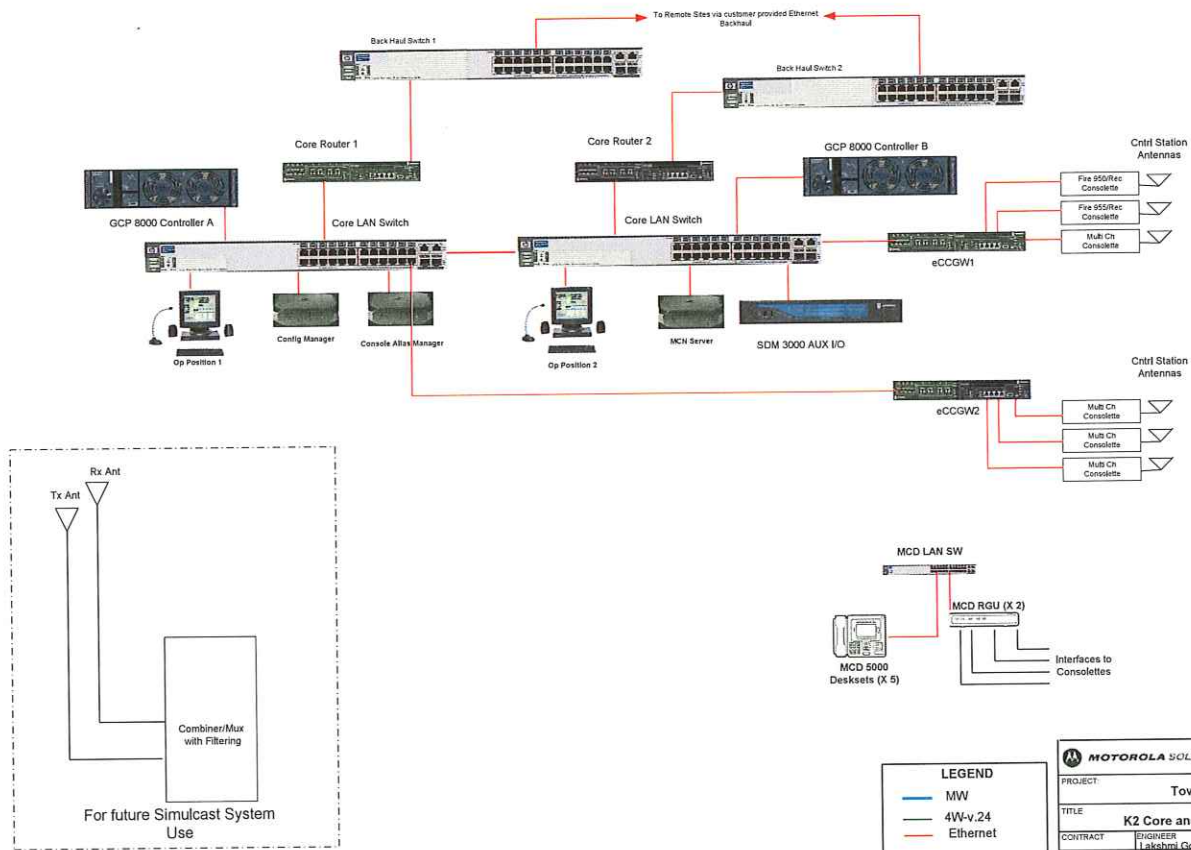 To Remote Sites via customer provided Ethernet
Backhaul
Back Haul Switch 1
Back Haul Switch 2
Core Router 1
Core Router 2
GCP 8000 Controller B
Cntrl Station
Antennas
Fire 950/Rec
Consolette
Fire 955/Rec
Consolette
Multi Ch
Consolette
GCP 8000 Controller A
Core LAN Switch
Core LAN Switch
eCCGW1
Config Manager
Console Alias Manager
Op Position 1
Op Position 2
MCN Server
SDM 3000 AUX I/O
Cntrl Station
Antennas
eCCGW2
Multi Ch
Consolette
Multi Ch
Consolette
Multi Ch
Consolette
Rx Ant
Tx Ant
Combiner/Mux
with Filtering
For future Simulcast System
Use
MCD LAN SW
MCD RGU (X 2)
MCD 5000
Desksets (X 5)
Interfaces to
Consolettes
LEGEND
MW
4W-v.24
Ethernet
MOTOROLA SOL
PROJECT:
Tov
TITLE
K2 Core an
CONTRACT
ENGINEER
Lakshmi.Go